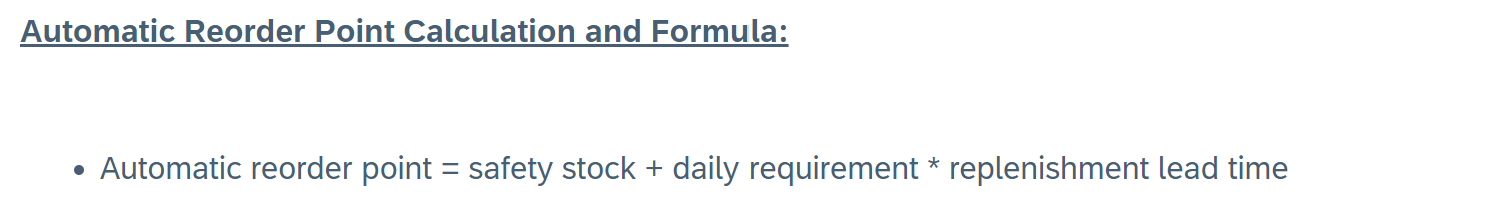 Automatic Reorder Point Calculation and Formula:
• Automatic reorder point = safety stock + daily requirement * replenishment lead time